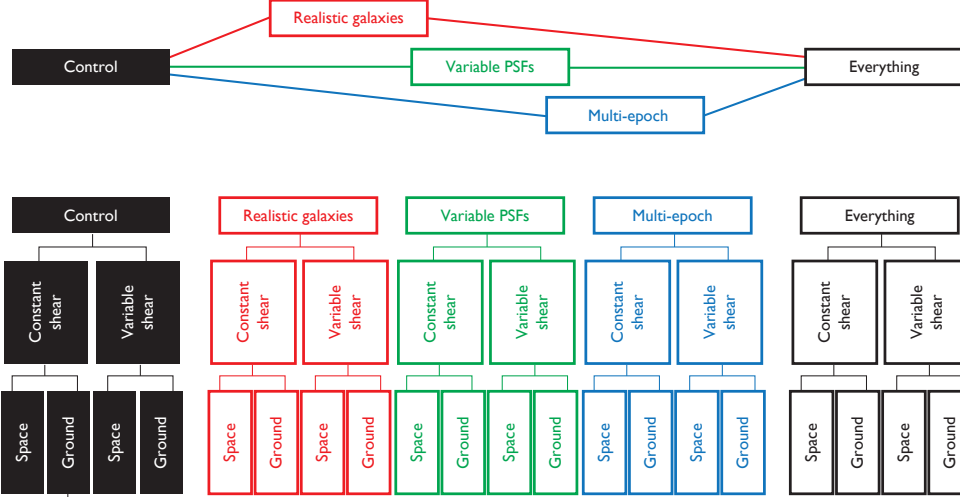 Realistic galaxies
Control
Variable PSFs
Everything
Multi-epoch
Control
Realistic galaxies
Variable PSFs
Multi-epoch
Everything
Constant
shear
Variable
shear
Constant
shear
Variable
shear
Constant
shear
Variable
shear
Constant
shear
Variable
shear
Constant
shear
Variable
shear
Space
Ground
Space
Ground
Space
Ground
Space
Ground
Space
Ground
Space
Ground
Space
Ground
Space
Ground
Space
Ground
Space
Ground